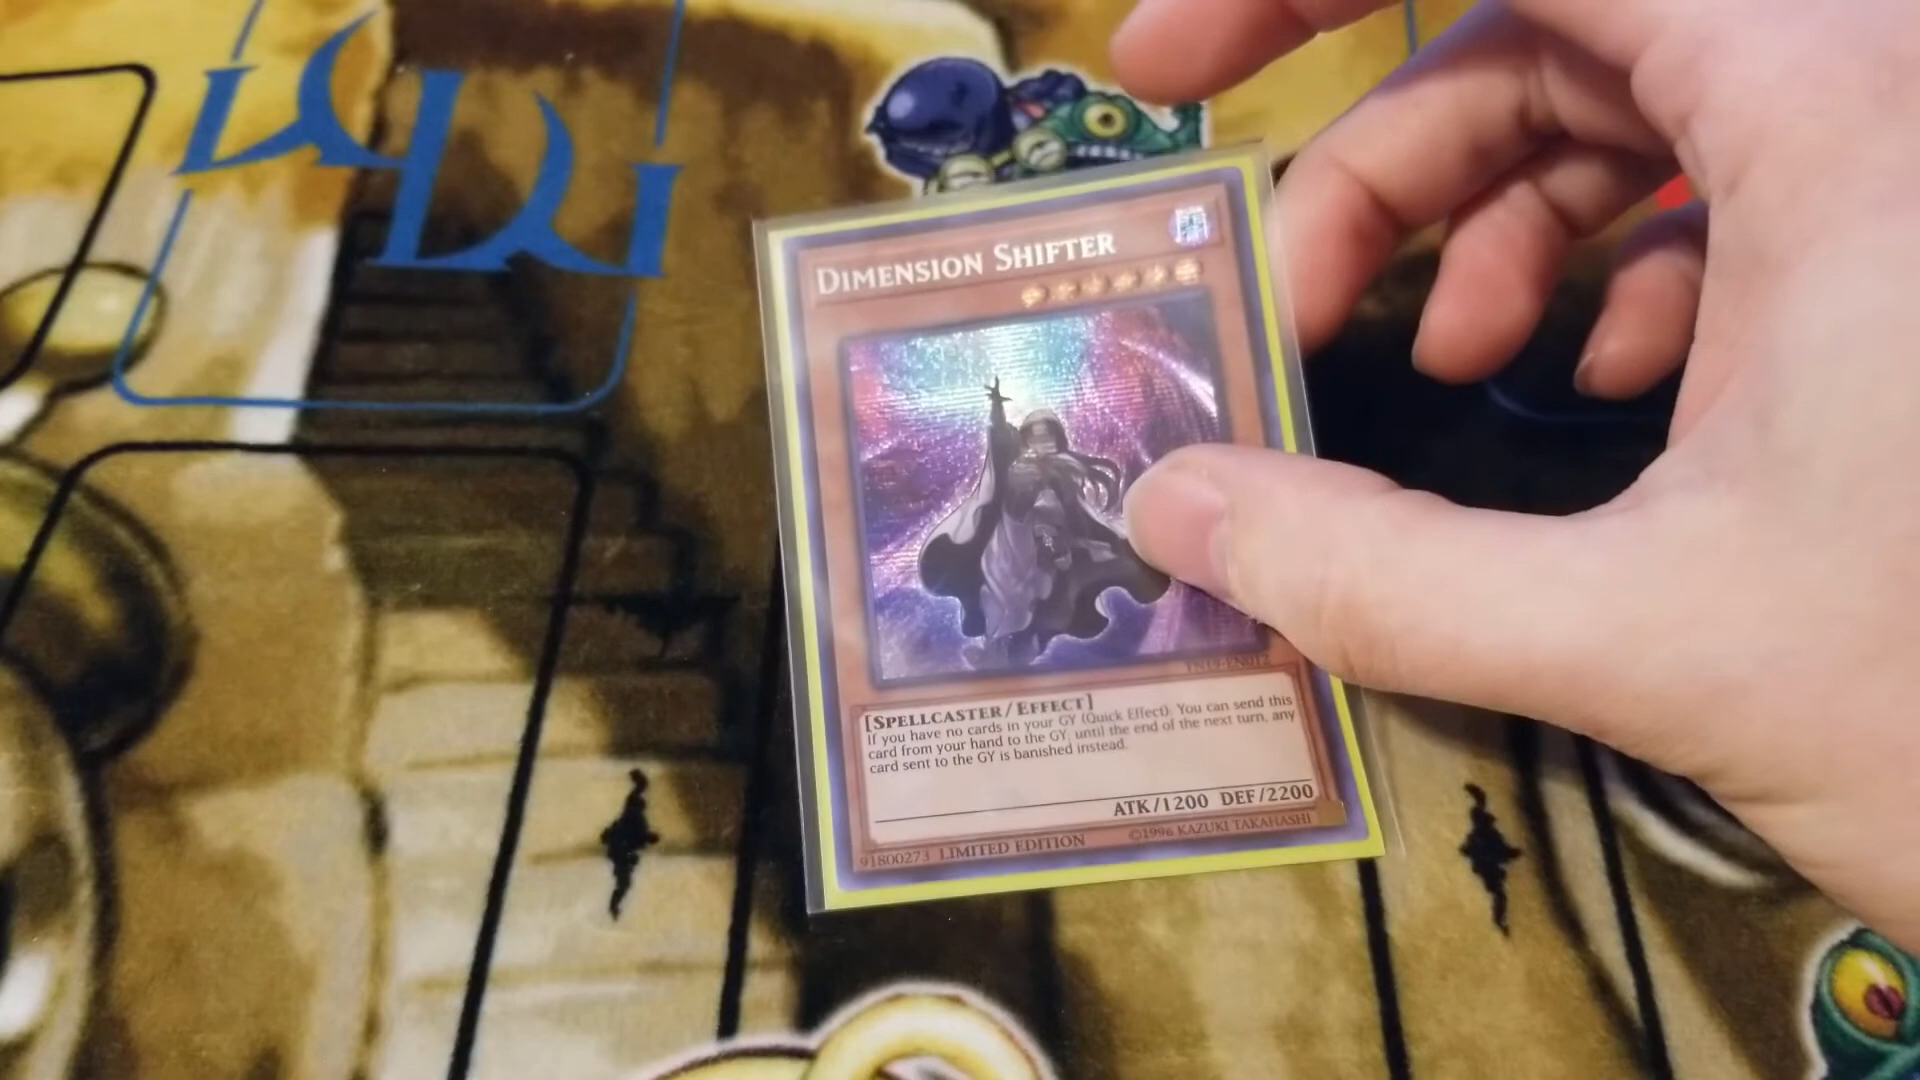 DIMENSION SHIFTER
TN19-EN012
[SPELLCASTER/EFFECT]
If you have no cards in your GY (Quick Effect): You can send this
card from your hand to the GY; until the end of the next turn, any
card sent to the GY is banished instead.
ATK/1200 DEF/2200
91800273 LIMITED EDITION ©1996 KAZUKI TAKAHASHI